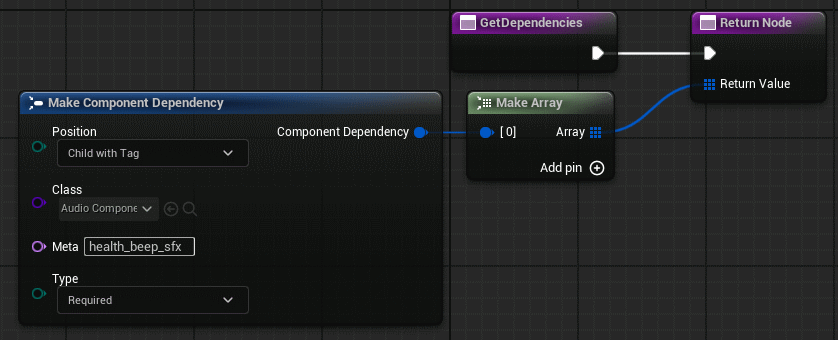 GetDependencies
Return Node
Return Value
Make Component Dependency
Position
Component Dependency
Child with Tag
Class
Audio Compone
Meta health_beep_sfx
Type
Required
Make Array
[ 0] Array
Add pin